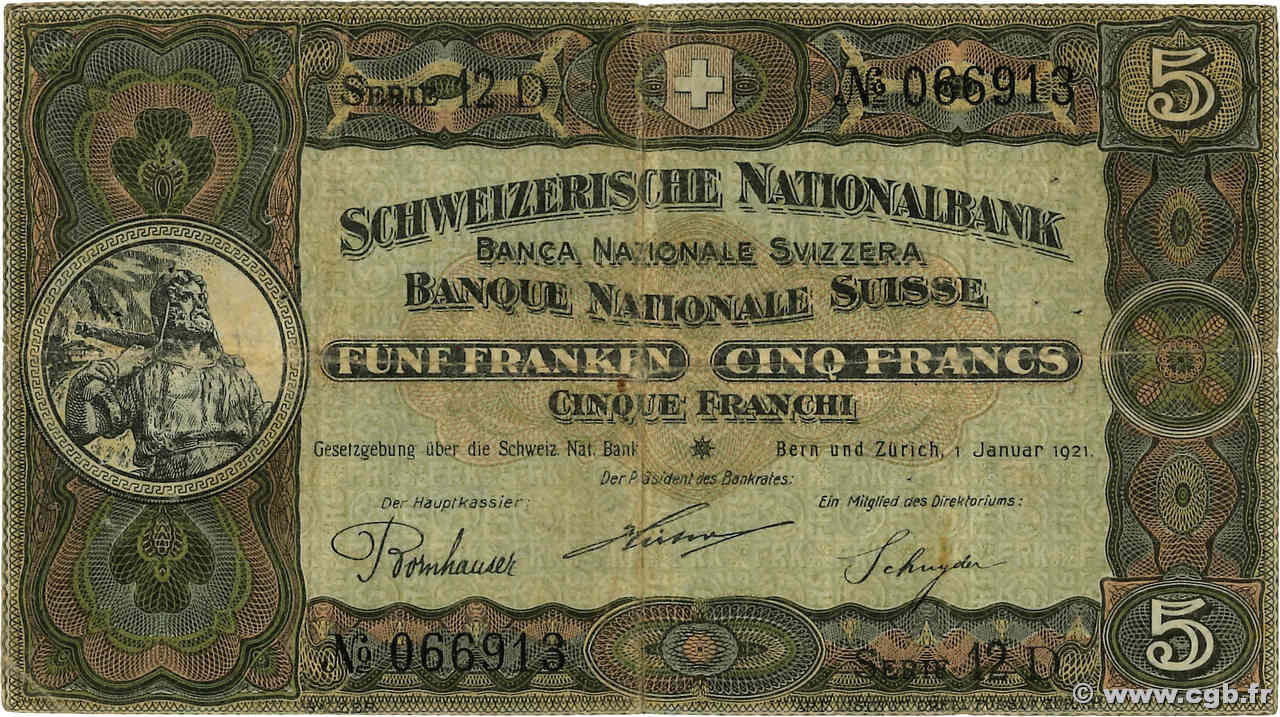 SERIE 12 D
№ 066913
5
SCHWEIZERISCHE NATIONALBANK
BANCA NAZIONALE SVIZZERA
BANQUE NATIONALE SUISSE
FÜNF FRANKEN CINQ FRANCS
CINQUE FRANCHI
Gesetzgebung über die Schweiz. Nat. Bank Bern und Zürich, 1 Januar 1921.
Der Präsident des Bankrates:
Der Hauptkassier: Ein Mitglied des Direktoriums:
Bornhauser
Schnyder
№ 066913
SERIE 12 D
5
© www.cgb.fr